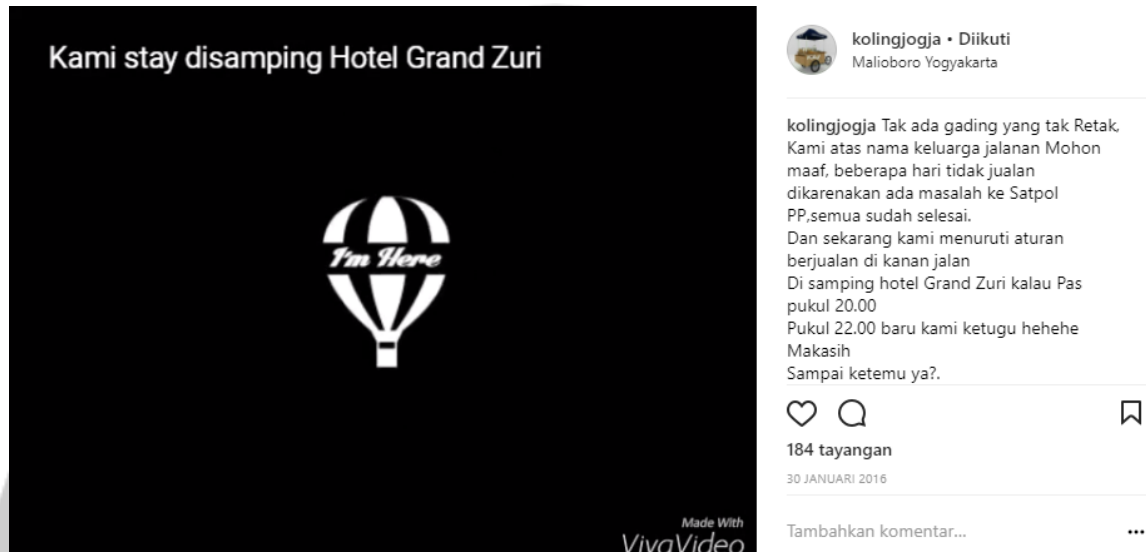 Kami stay disamping Hotel Grand Zuri
I'm Here
Made With
VivaVideo
kolingjogja • Diikuti
Malioboro Yogyakarta
kolingjogja Tak ada gading yang tak Retak,
Kami atas nama keluarga jalanan Mohon
maaf, beberapa hari tidak jualan
dikarenakan ada masalah ke Satpol
PP,semua sudah selesai.
Dan sekarang kami menuruti aturan
berjualan di kanan jalan
Di samping hotel Grand Zuri kalau Pas
pukul 20.00
Pukul 22.00 baru kami ketugu hehehe
Makasih
Sampai ketemu ya?.
184 tayangan
30 JANUARI 2016
Tambahkan komentar...